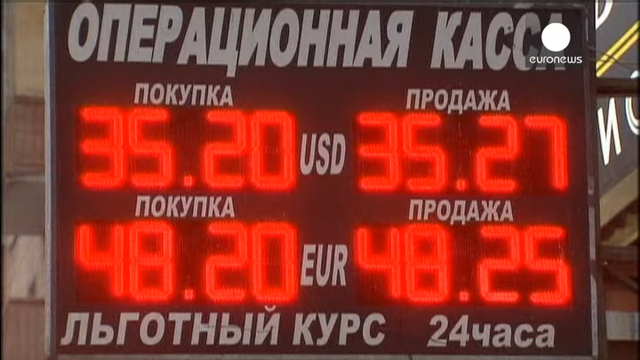 ОПЕРАЦИОННАЯ КАССА
euronews
ПОКУПКА ПРОДАЖА
35.20 USD 35.27
ПОКУПКА ПРОДАЖА
48.20 EUR 48.25
ЛЬГОТНЫЙ КУРС 24часа